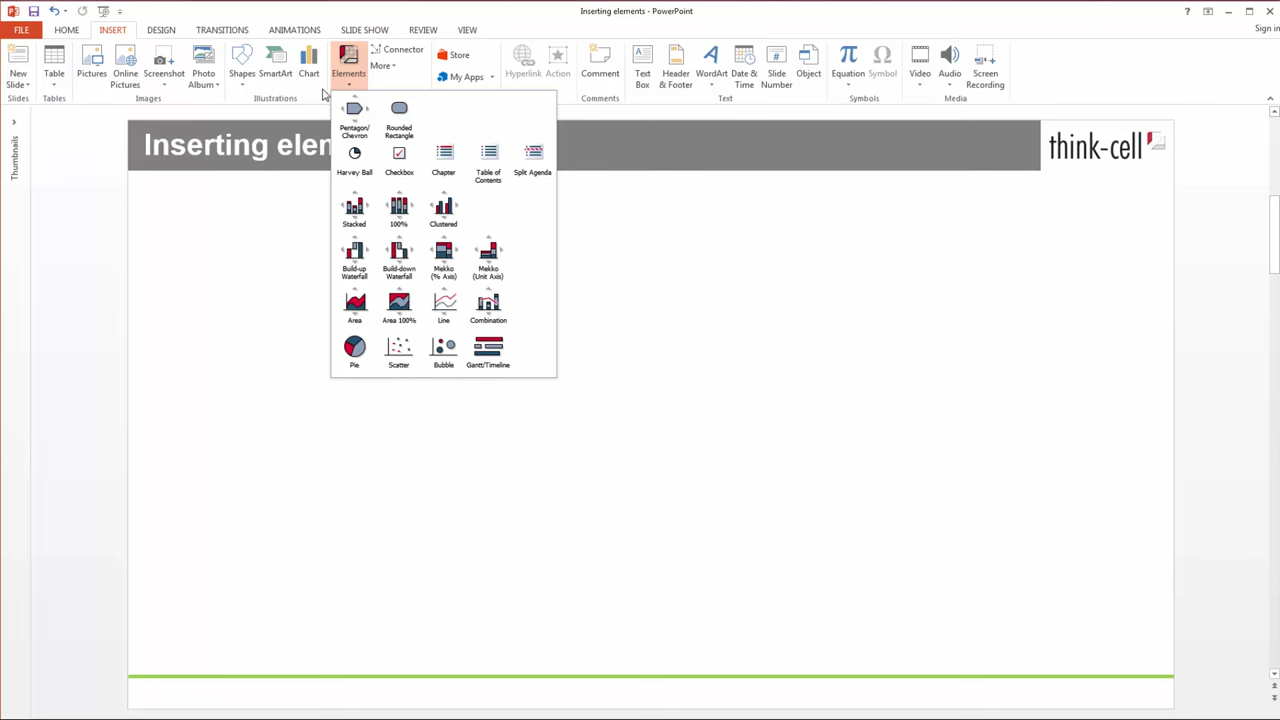 Inserting elements - PowerPoint
Sign in
FILE HOME INSERT DESIGN TRANSITIONS ANIMATIONS SLIDE SHOW REVIEW VIEW
New Slide
Table
Pictures
Online Pictures
Screenshot
Photo Album
Shapes
SmartArt
Chart
Elements
Connector
More
Store
My Apps
Hyperlink
Action
Comment
Text Box
Header & Footer
WordArt
Date & Time
Slide Number
Object
Equation
Symbol
Video
Audio
Screen Recording
Slides Tables Images Illustrations Comments Text Symbols Media
Thumbnails
Inserting elem
think-cell
Pentagon/ Chevron
Rounded Rectangle
Harvey Ball
Checkbox
Chapter
Table of Contents
Split Agenda
Stacked
100%
Clustered
Build-up Waterfall
Build-down Waterfall
Mekko (% Axis)
Mekko (Unit Axis)
Area
Area 100%
Line
Combination
Pie
Scatter
Bubble
Gantt/Timeline